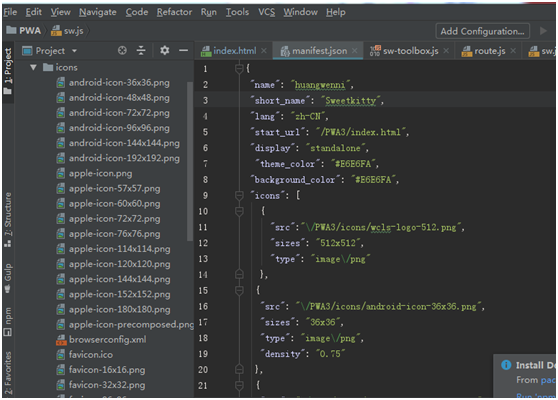 File Edit View Navigate Code Refactor Run Tools VCS Window Help
PWA sw.js
Add Configuration...
Project
index.html manifest.json sw-toolbox.js route.js sw.j
1: Project
2: Structure
Gulp
npm
2: Favorites
icons
android-icon-36x36.png
android-icon-48x48.png
android-icon-72x72.png
android-icon-96x96.png
android-icon-144x144.png
android-icon-192x192.png
apple-icon.png
apple-icon-57x57.png
apple-icon-60x60.png
apple-icon-72x72.png
apple-icon-76x76.png
apple-icon-114x114.png
apple-icon-120x120.png
apple-icon-144x144.png
apple-icon-152x152.png
apple-icon-180x180.png
apple-icon-precomposed.png
browserconfig.xml
favicon.ico
favicon-16x16.png
favicon-32x32.png
1 {
2 "name": "huangwenni",
3 "short_name": "Sweetkitty",
4 "lang": "zh-CN",
5 "start_url": "/PWA3/index.html",
6 "display": "standalone",
7 "theme_color": "#E6E6FA",
8 "background_color": "#E6E6FA",
9 "icons": [
10 {
11 "src":"\/PWA3/icons/wcls-logo-512.png",
12 "sizes": "512x512",
13 "type": "image\/png"
14 },
15 {
16 "src": "\/PWA3/icons/android-icon-36x36.png",
17 "sizes": "36x36",
18 "type": "image\/png",
19 "density": "0.75"
20 },
21 {
Install De
From pac
Run 'npm